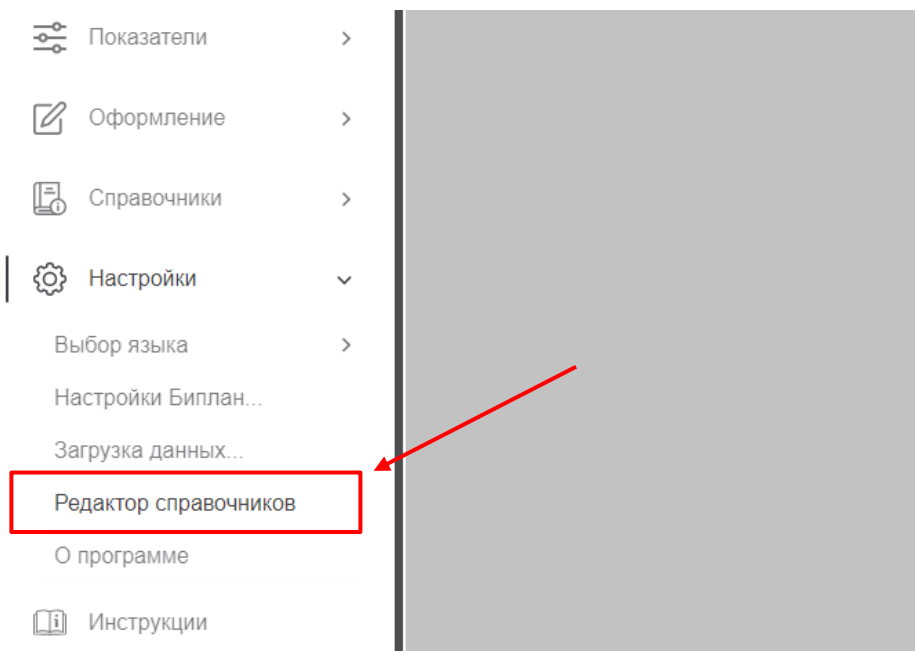 Показатели
Оформление
Справочники
Настройки
Выбор языка
Настройки Биплан...
Загрузка данных...
Редактор справочников
О программе
Инструкции